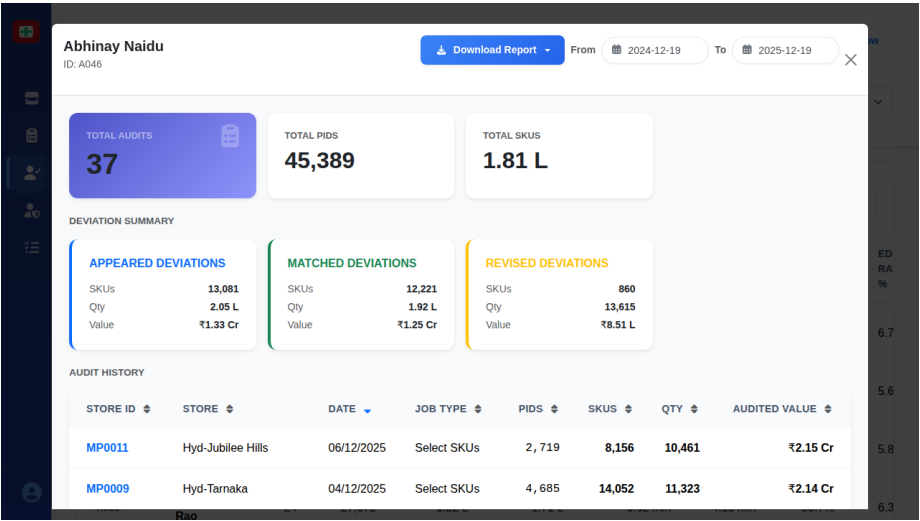 Abhinay Naidu
ID: A046
Download Report
From
2024-12-19
To
2025-12-19
TOTAL AUDITS
37
TOTAL PIDS
45,389
TOTAL SKUS
1.81 L
DEVIATION SUMMARY
APPEARED DEVIATIONS
SKUs 13,081
Qty 2.05 L
Value ₹1.33 Cr
MATCHED DEVIATIONS
SKUs 12,221
Qty 1.92 L
Value ₹1.25 Cr
REVISED DEVIATIONS
SKUs 860
Qty 13,615
Value ₹8.51 L
AUDIT HISTORY
STORE ID STORE DATE JOB TYPE PIDS SKUS QTY AUDITED VALUE
MP0011 Hyd-Jubilee Hills 06/12/2025 Select SKUs 2,719 8,156 10,461 ₹2.15 Cr
MP0009 Hyd-Tarnaka 04/12/2025 Select SKUs 4,685 14,052 11,323 ₹2.14 Cr
Rao
ED
RA
%
6.7
5.6
5.8
6.3